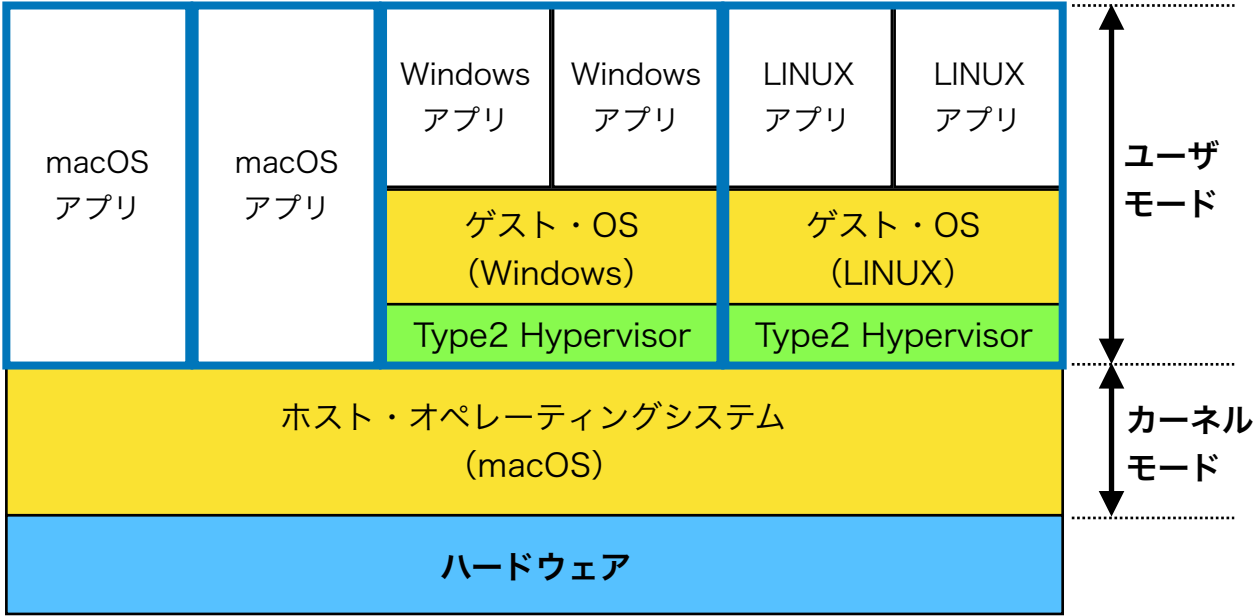 macOS
アプリ
macOS
アプリ
Windows
アプリ
Windows
アプリ
LINUX
アプリ
LINUX
アプリ
ゲスト・OS
（Windows）
ゲスト・OS
（LINUX）
Type2 Hypervisor
Type2 Hypervisor
ユーザ
モード
ホスト・オペレーティングシステム
（macOS）
カーネル
モード
ハードウェア